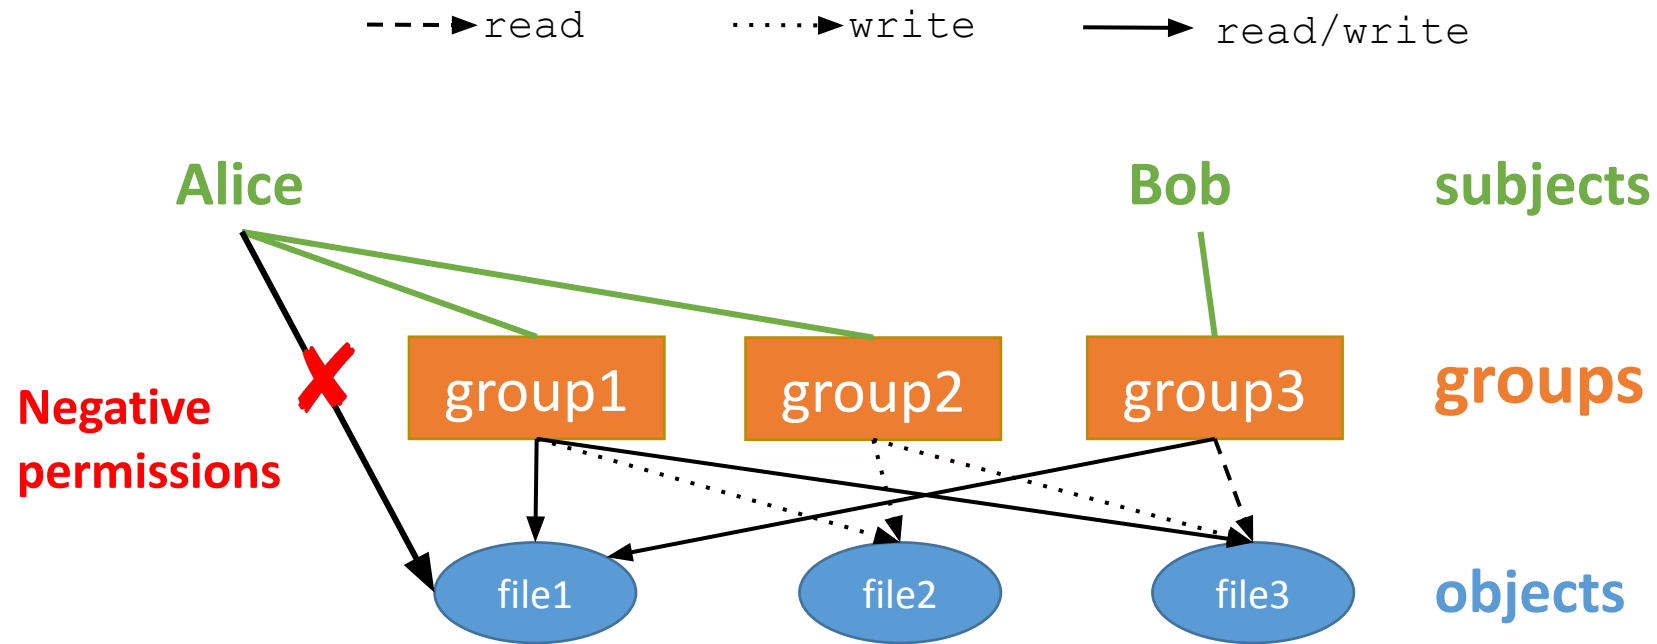 read write read/write
Alice Bob subjects
group1 group2 group3 groups
Negative
permissions
file1 file2 file3 objects